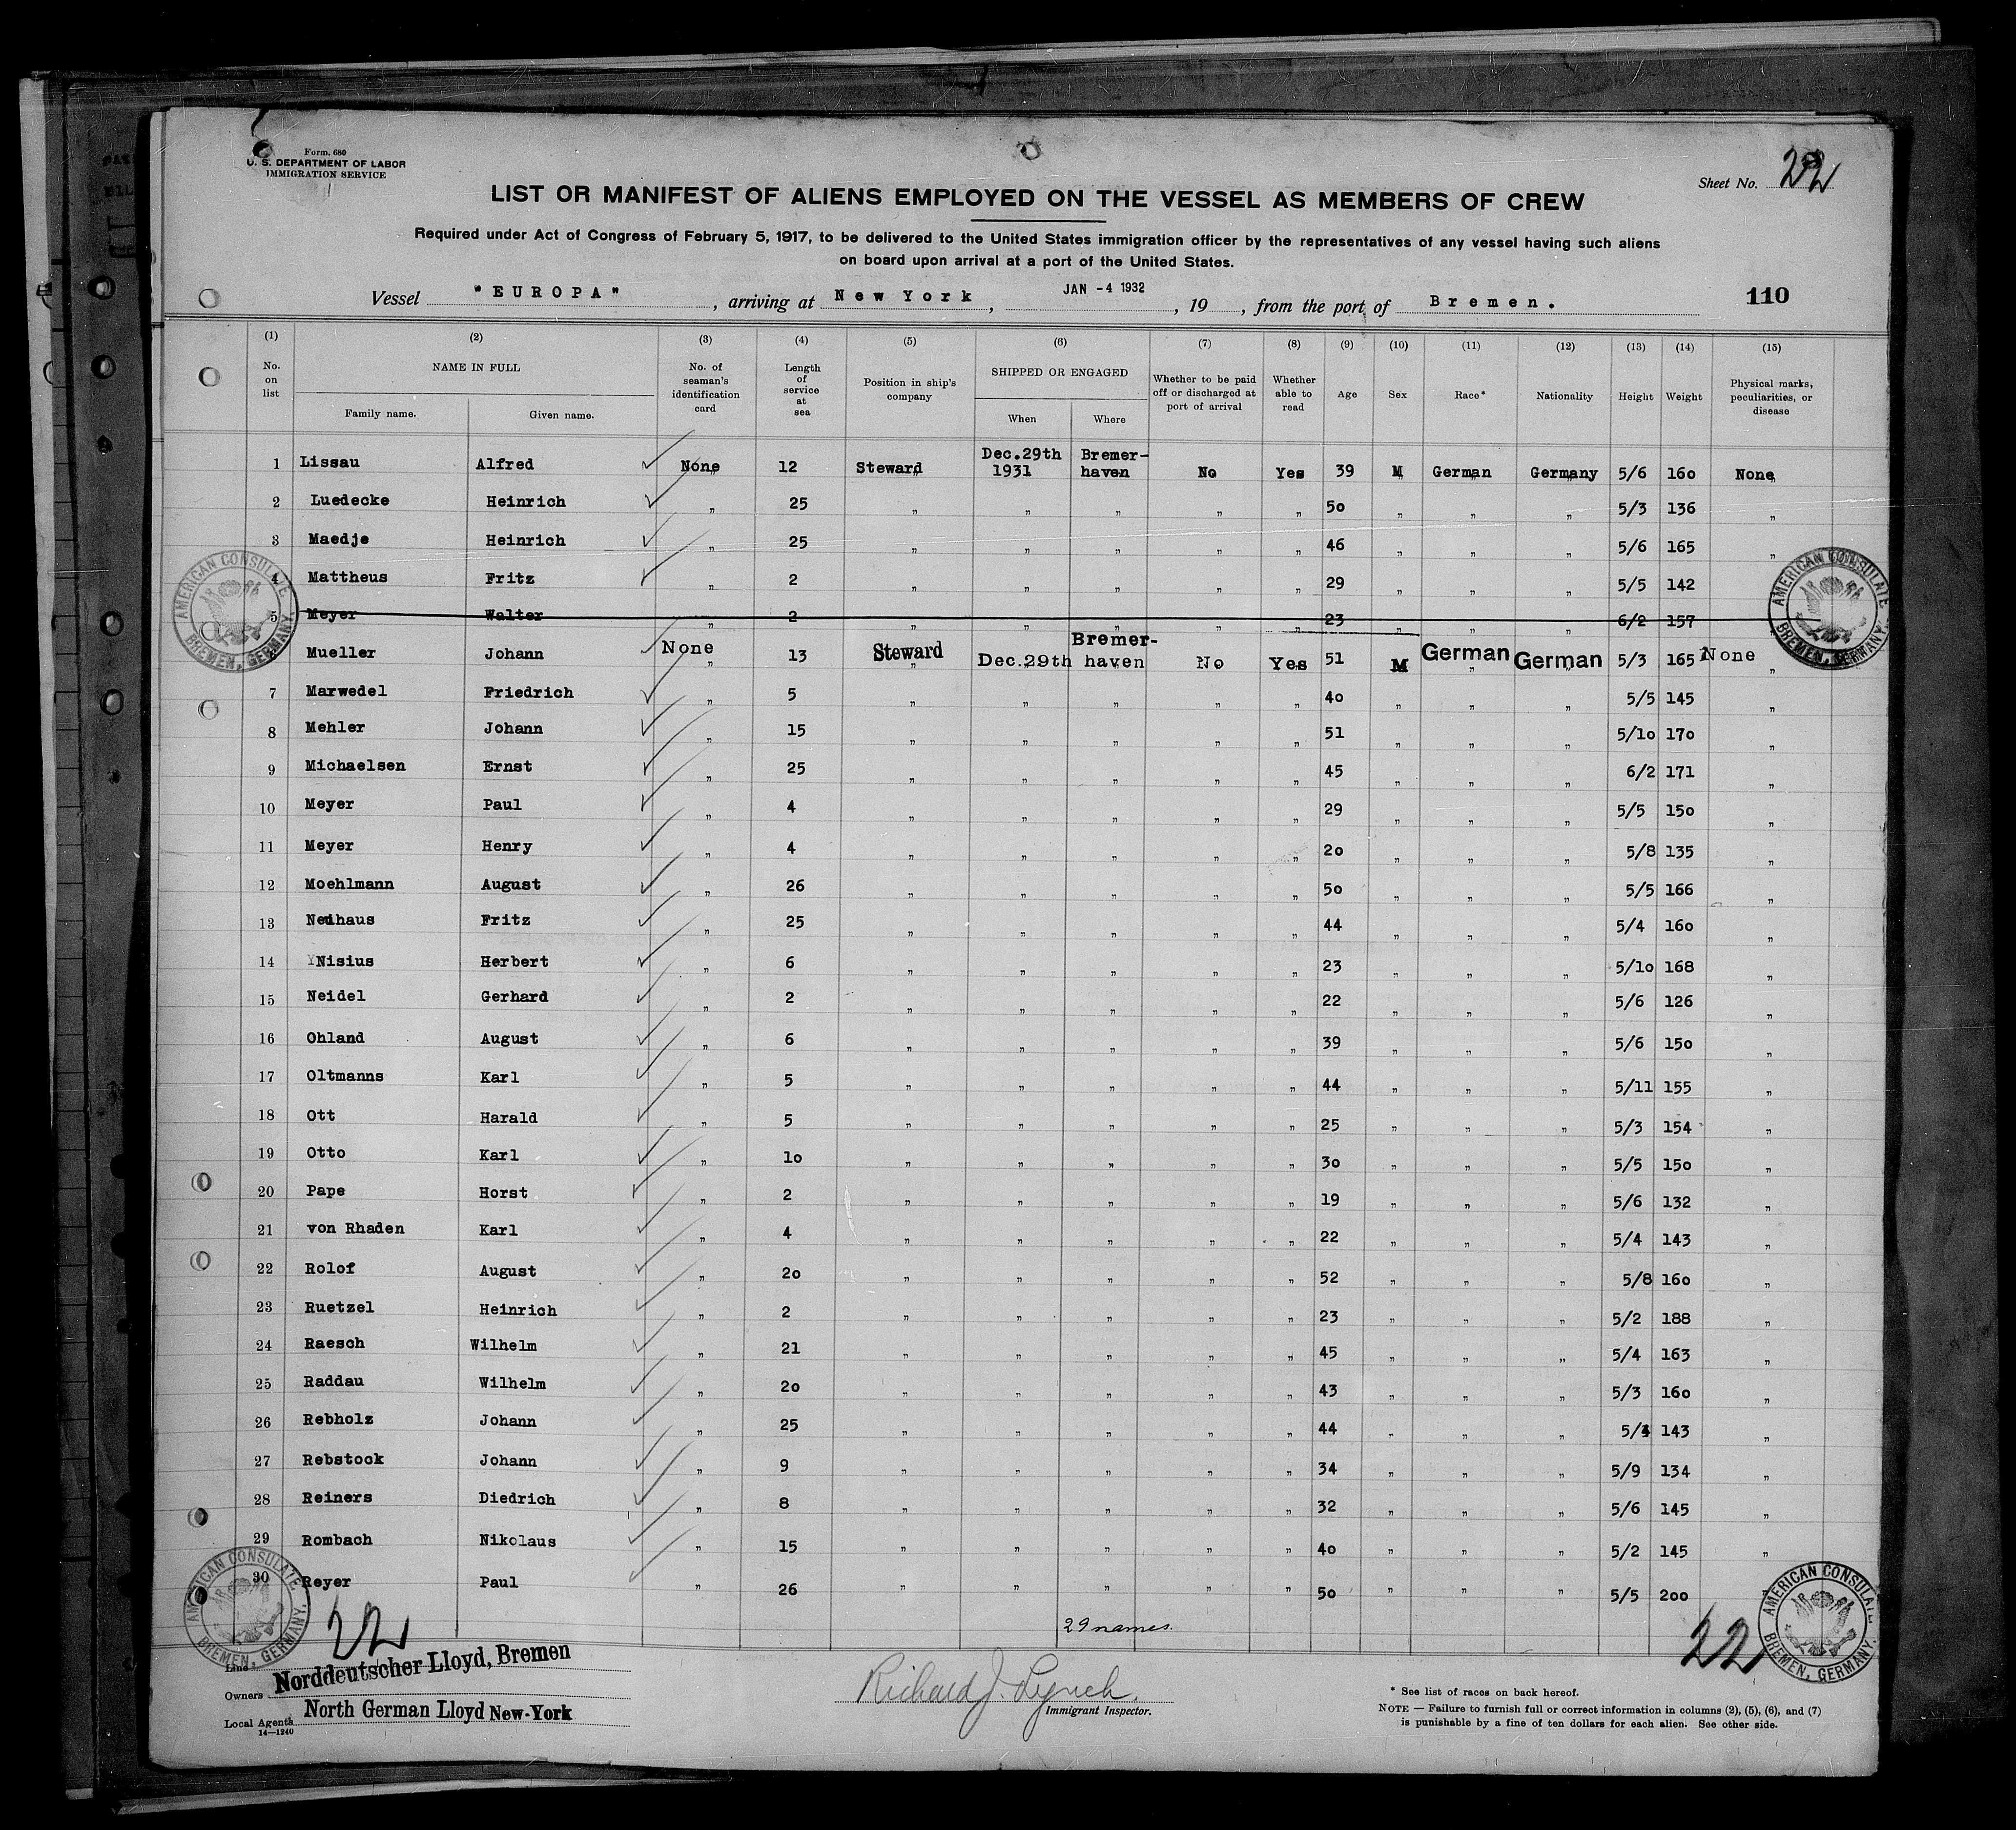 Form. 680
U. S. DEPARTMENT OF LABOR
IMMIGRATION SERVICE
Sheet No. 22
LIST OR MANIFEST OF ALIENS EMPLOYED ON THE VESSEL AS MEMBERS OF CREW
Required under Act of Congress of February 5, 1917, to be delivered to the United States immigration officer by the representatives of any vessel having such aliens
on board upon arrival at a port of the United States.
Vessel "EUROPA", arriving at New York, JAN -4 1932, 19 , from the port of Bremen.
110
(1) (2) (3) (4) (5) (6) (7) (8) (9) (10) (11) (12) (13) (14) (15)
No. on list NAME IN FULL Family name. Given name. No. of seaman's identification card Length of service at sea Position in ship's company SHIPPED OR ENGAGED When Where Whether to be paid off or discharged at port of arrival Whether able to read Age Sex Race* Nationality Height Weight Physical marks, peculiarities, or disease
1 Lissau Alfred None 12 Steward Dec.29th 1931 Bremerhaven No Yes 39 M German Germany 5/6 160 None
2 Luedecke Heinrich " 25 " " " " " 50 " " " 5/3 136 "
3 Maedje Heinrich " 25 " " " " " 46 " " " 5/6 165 "
4 Mattheus Fritz " 2 " " " " " 29 " " " 5/5 142 "
5 Meyer Walter " 2 " " " " " 23 " " " 6/2 157 "
Mueller Johann None 13 Steward Dec.29th Bremerhaven No Yes 51 M German German 5/3 165 None
7 Marwedel Friedrich " 5 " " " " " 40 " " " 5/5 145 "
8 Mehler Johann " 15 " " " " " 51 " " " 5/10 170 "
9 Michaelsen Ernst " 25 " " " " " 45 " " " 6/2 171 "
10 Meyer Paul " 4 " " " " " 29 " " " 5/5 150 "
11 Meyer Henry " 4 " " " " " 20 " " " 5/8 135 "
12 Moehlmann August " 26 " " " " " 50 " " " 5/5 166 "
13 Neuhaus Fritz " 25 " " " " " 44 " " " 5/4 160 "
14 Nisius Herbert " 6 " " " " " 23 " " " 5/10 168 "
15 Neidel Gerhard " 2 " " " " " 22 " " " 5/6 126 "
16 Ohland August " 6 " " " " " 39 " " " 5/6 150 "
17 Oltmanns Karl " 5 " " " " " 44 " " " 5/11 155 "
18 Ott Harald " 5 " " " " " 25 " " " 5/3 154 "
19 Otto Karl " 10 " " " " " 30 " " " 5/5 150 "
20 Pape Horst " 2 " " " " " 19 " " " 5/6 132 "
21 von Rhaden Karl " 4 " " " " " 22 " " " 5/4 143 "
22 Rolof August " 20 " " " " " 52 " " " 5/8 160 "
23 Ruetzel Heinrich " 2 " " " " " 23 " " " 5/2 188 "
24 Raesch Wilhelm " 21 " " " " " 45 " " " 5/4 163 "
25 Raddau Wilhelm " 20 " " " " " 43 " " " 5/3 160 "
26 Rebholz Johann " 25 " " " " " 44 " " " 5/4 143 "
27 Rebstock Johann " 9 " " " " " 34 " " " 5/9 134 "
28 Reiners Diedrich " 8 " " " " " 32 " " " 5/6 145 "
29 Rombach Nikolaus " 15 " " " " " 40 " " " 5/2 145 "
30 Reyer Paul " 26 " " " " " 50 " " " 5/5 200 "
29 names.
22
22
AMERICAN CONSULATE BREMEN, GERMANY.
AMERICAN CONSULATE BREMEN, GERMANY.
AMERICAN CONSULATE BREMEN, GERMANY.
AMERICAN CONSULATE BREMEN, GERMANY.
Line
Owners Norddeutscher Lloyd, Bremen
Local Agents North German Lloyd New-York
14—1240
Richard J. Lynch.
Immigrant Inspector.
* See list of races on back hereof.
NOTE — Failure to furnish full or correct information in columns (2), (5), (6), and (7)
is punishable by a fine of ten dollars for each alien. See other side.